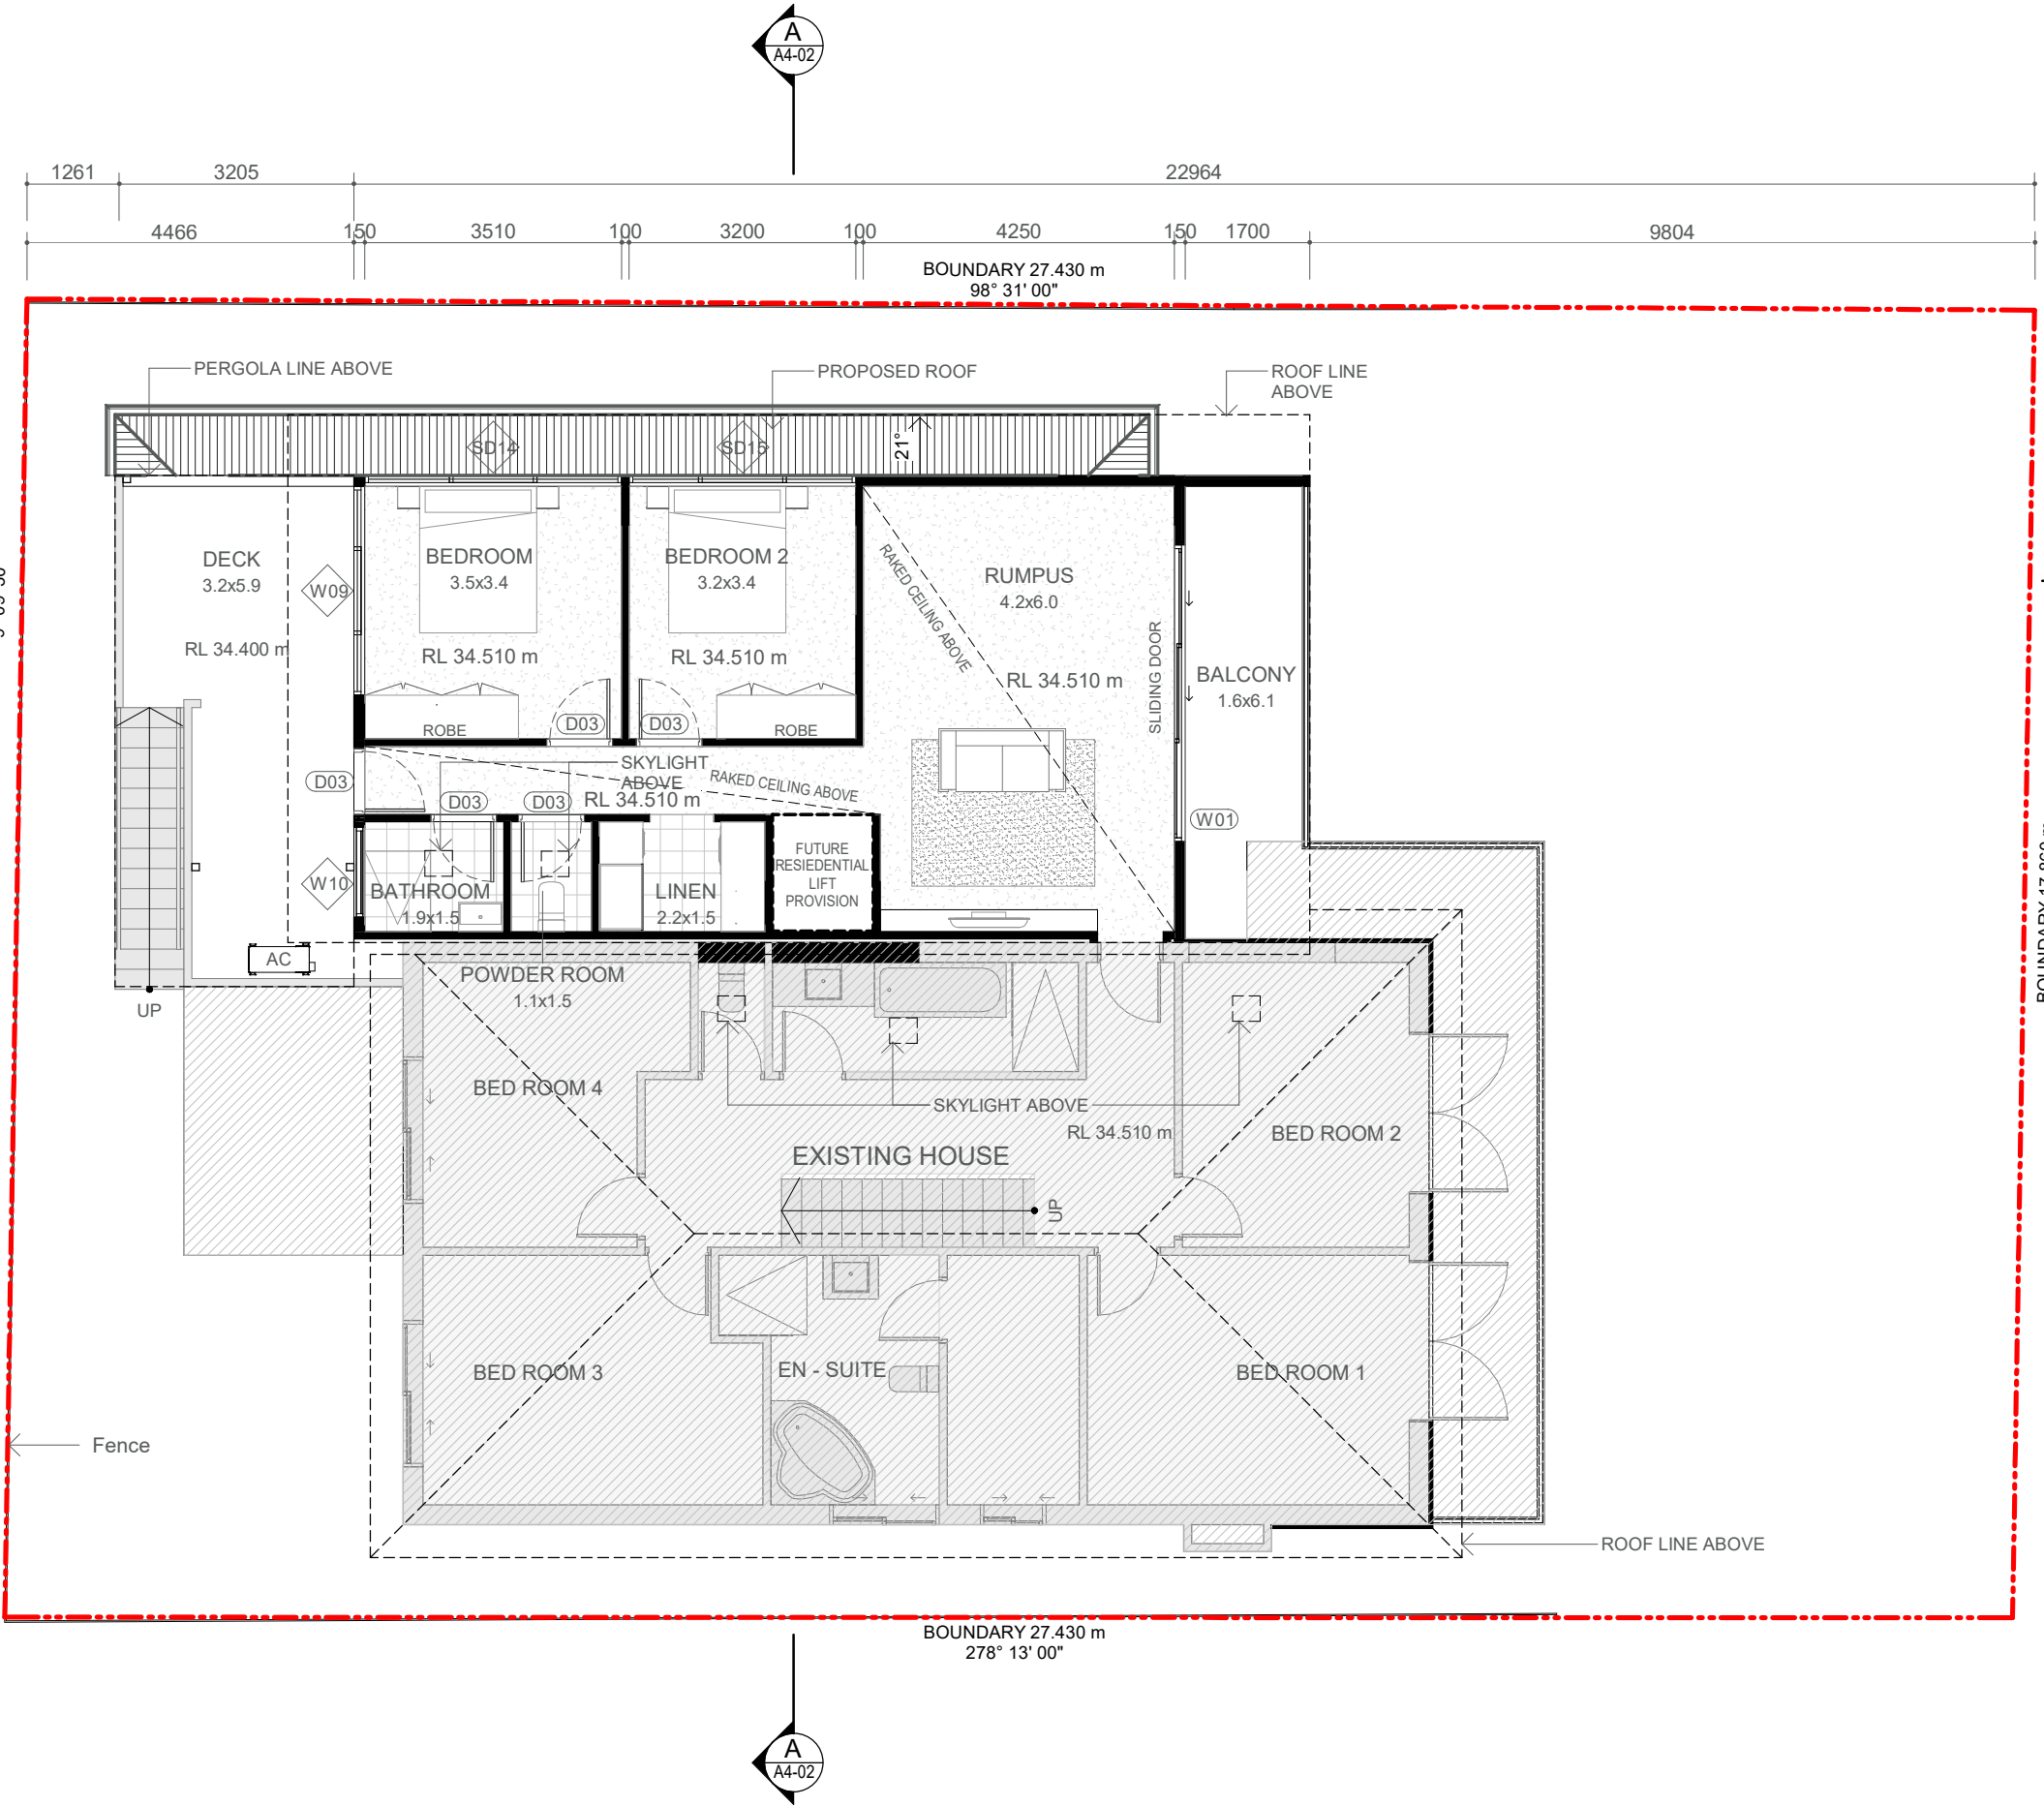 A
A4-02
1261
3205
22964
4466
150
3510
100
3200
100
4250
150
1700
9804
BOUNDARY 27.430 m
98° 31' 00"
PERGOLA LINE ABOVE
PROPOSED ROOF
ROOF LINE
ABOVE
SD14
SD15
21°
DECK
3.2x5.9
RL 34.400 m
W09
BEDROOM
3.5x3.4
RL 34.510 m
ROBE
D03
BEDROOM 2
3.2x3.4
RL 34.510 m
D03
ROBE
RAKED CEILING ABOVE
RUMPUS
4.2x6.0
RL 34.510 m
SLIDING DOOR
BALCONY
1.6x6.1
W01
D03
SKYLIGHT
ABOVE
RL 34.510 m
RAKED CEILING ABOVE
D03
D03
W10
BATHROOM
1.9x1.5
LINEN
2.2x1.5
FUTURE
RESIEDENTIAL
LIFT
PROVISION
AC
UP
POWDER ROOM
1.1x1.5
BED ROOM 4
SKYLIGHT ABOVE
RL 34.510 m
BED ROOM 2
EXISTING HOUSE
UP
BED ROOM 3
EN - SUITE
BED ROOM 1
Fence
ROOF LINE ABOVE
BOUNDARY 27.430 m
278° 13' 00"
A
A4-02